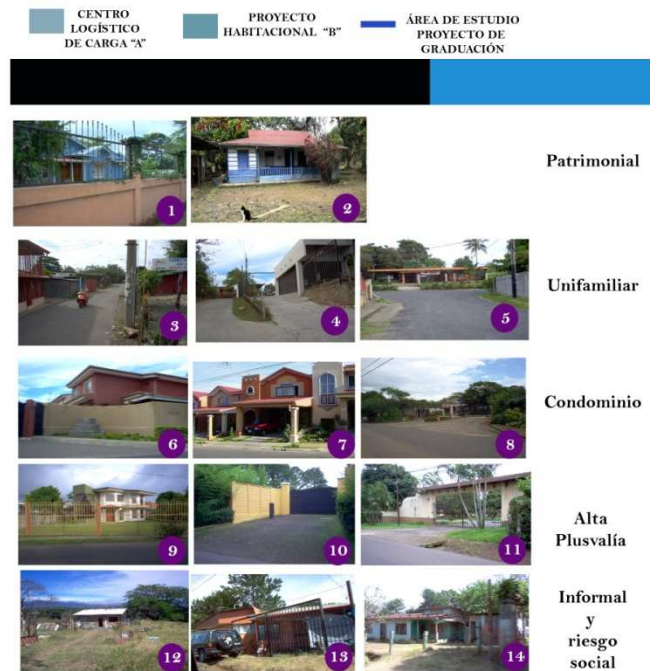 CENTRO
LOGÍSTICO
DE CARGA "A"
PROYECTO
HABITACIONAL "B"
ÁREA DE ESTUDIO
PROYECTO DE
GRADUACIÓN
1
2
Patrimonial
3
4
5
Unifamiliar
6
7
8
Condominio
9
10
11
Alta
Plusvalía
12
13
14
Informal
y
riesgo
social